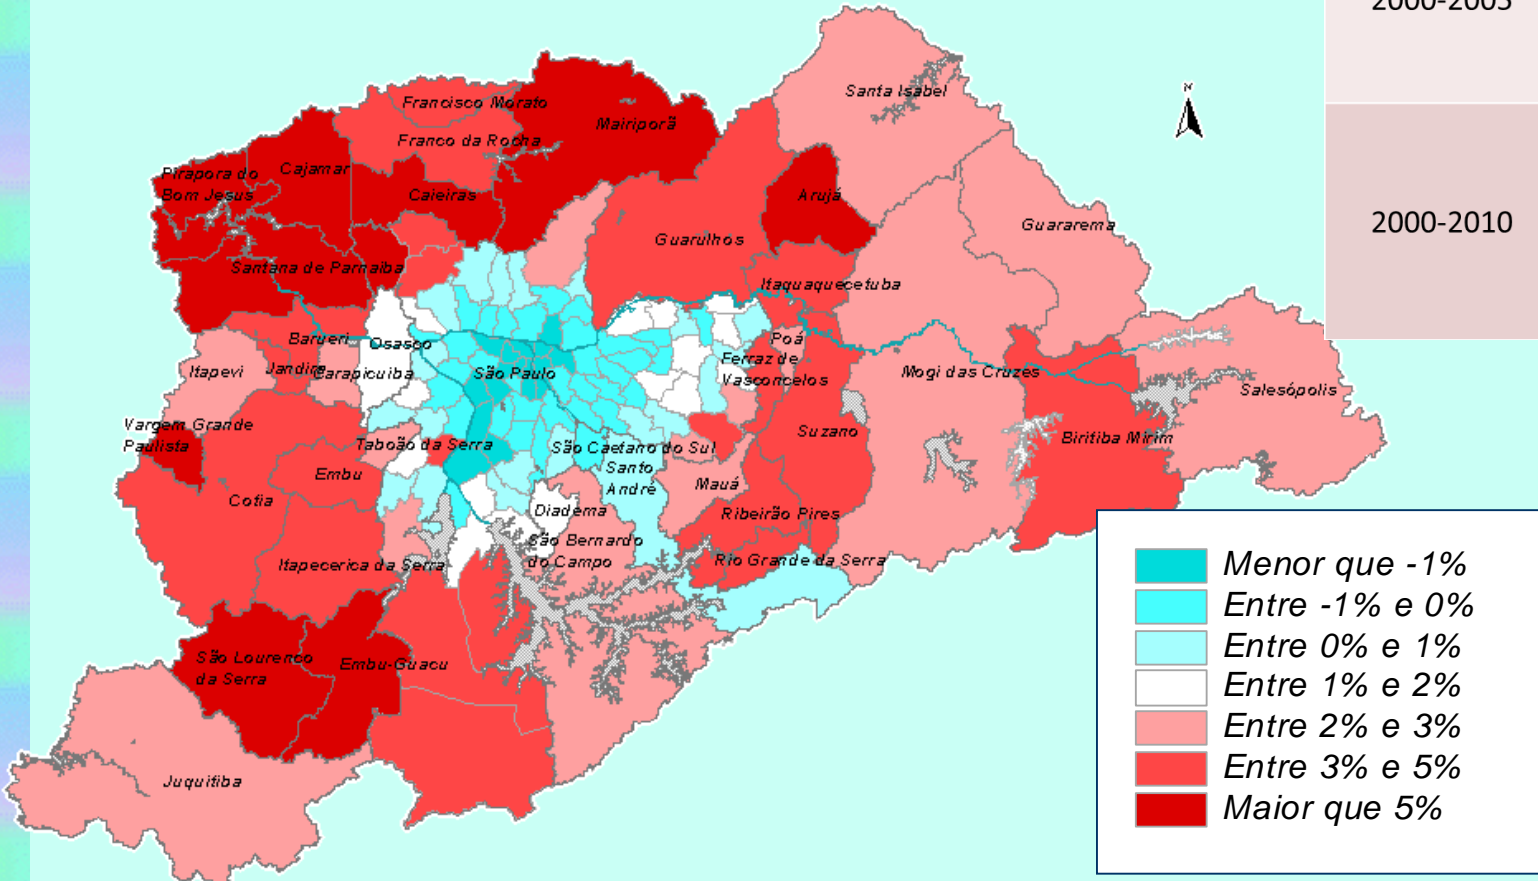 2000-2005
2000-2010
N
Santa Isabel
Francisco Morato
Mairiporã
Franco da Rocha
Pirapora do
Bom Jesus
Cajamar
Caieiras
Arujá
Guararema
Guarulhos
Santana de Parnaíba
Itaquaquecetuba
Barueri
Osasco
Poá
Itapevi
Jandira
Carapicuiba
São Paulo
Ferraz de
Vasconcelos
Mogi das Cruzes
Salesópolis
Vargem Grande
Paulista
Taboão da Serra
São Caetano do Sul
Suzano
Biritiba Mirim
Embu
Santo
André
Mauá
Cotia
Diadema
Ribeirão Pires
São Bernardo
do Campo
Itapecerica da Serra
Rio Grande da Serra
São Lourenço
da Serra
Embu-Guacu
Juquitiba
Menor que -1%
Entre -1% e 0%
Entre 0% e 1%
Entre 1% e 2%
Entre 2% e 3%
Entre 3% e 5%
Maior que 5%